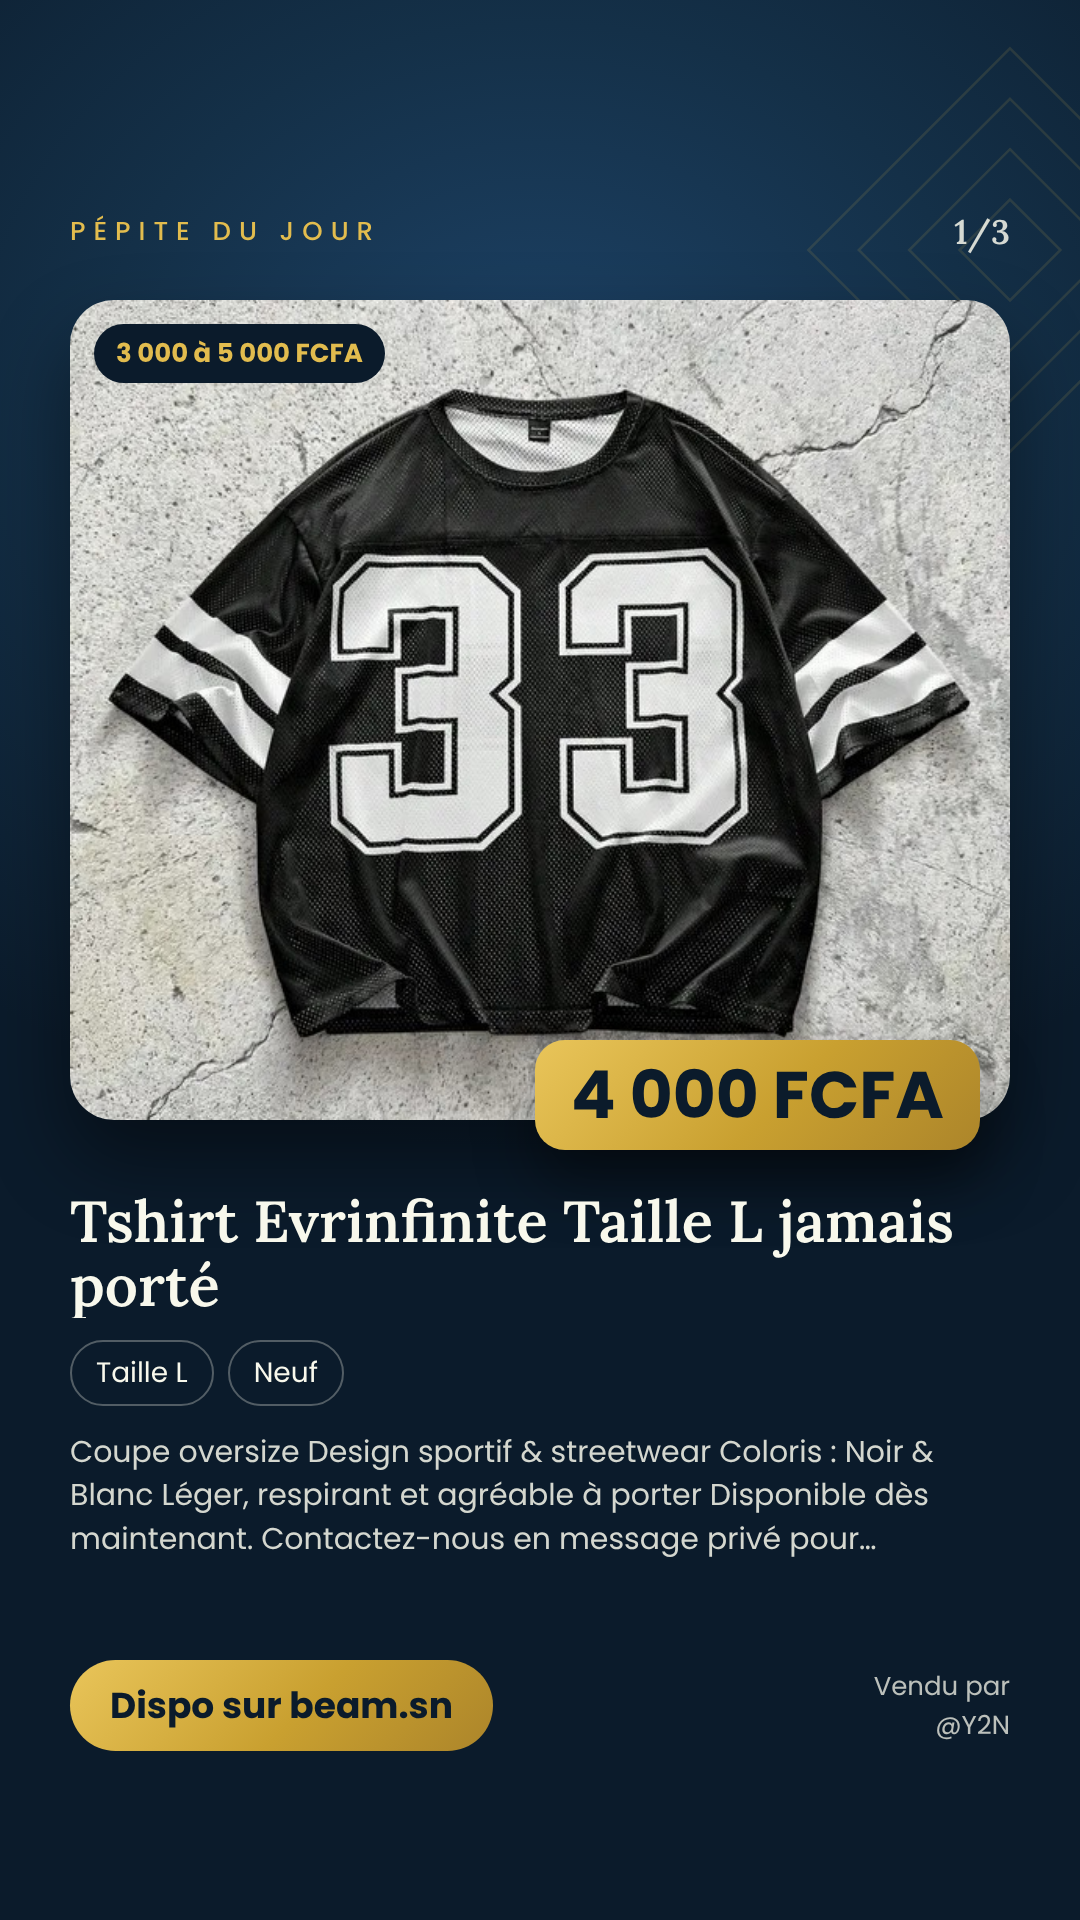 PÉPITE DU JOUR
1/3
3 000 à 5 000 FCFA
33
4 000 FCFA
Tshirt Evrinfinite Taille L jamais
porté
Taille L
Neuf
Coupe oversize Design sportif & streetwear Coloris : Noir &
Blanc Léger, respirant et agréable à porter Disponible dès
maintenant. Contactez-nous en message privé pour...
Dispo sur beam.sn
Vendu par
@Y2N